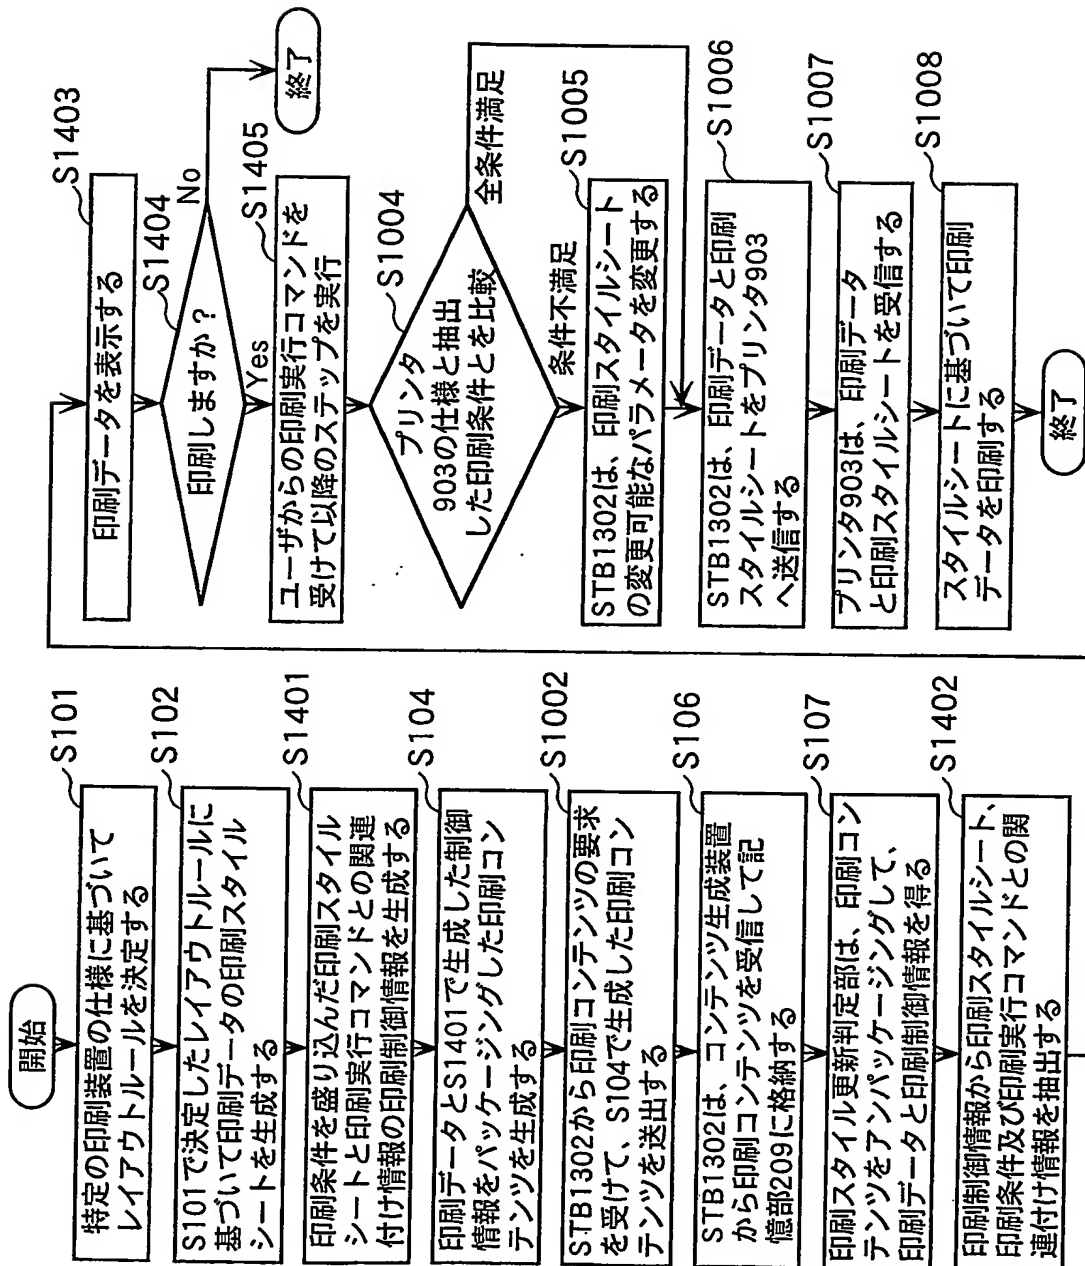 開始
S101
特定の印刷装置の仕様に基づいて
レイアウトルールを決定する
S102
S101で決定したレイアウトルールに
基づいて印刷データの印刷スタイル
シートを生成する
S1401
印刷条件を盛り込んだ印刷スタイル
シートと印刷実行コマンドとの関連
付け情報の印刷制御情報を生成する
S104
印刷データとS1401で生成した制御
情報をパッケージングした印刷コン
テンツを生成する
S1002
STB1302から印刷コンテンツの要求
を受けて、S104で生成した印刷コン
テンツを送出する
S106
STB1302は、コンテンツ生成装置
から印刷コンテンツを受信して記
憶部209に格納する
S107
印刷スタイル更新判定部は、印刷コン
テンツをアンパッケージングして、
印刷データと印刷制御情報を得る
S1402
印刷制御情報から印刷スタイルシート、
印刷条件及び印刷実行コマンドとの関
連付け情報を抽出する
S1403
印刷データを表示する
S1404
印刷しますか？
No
終了
Yes
S1405
ユーザからの印刷実行コマンドを
受けて以降のステップを実行
S1004
プリンタ
903の仕様と抽出
した印刷条件とを比較
全条件満足
条件不満足
S1005
STB1302は、印刷スタイルシート
の変更可能なパラメータを変更する
S1006
STB1302は、印刷データと印刷
スタイルシートをプリンタ903
へ送信する
S1007
プリンタ903は、印刷データ
と印刷スタイルシートを受信する
S1008
スタイルシートに基づいて印刷
データを印刷する
終了